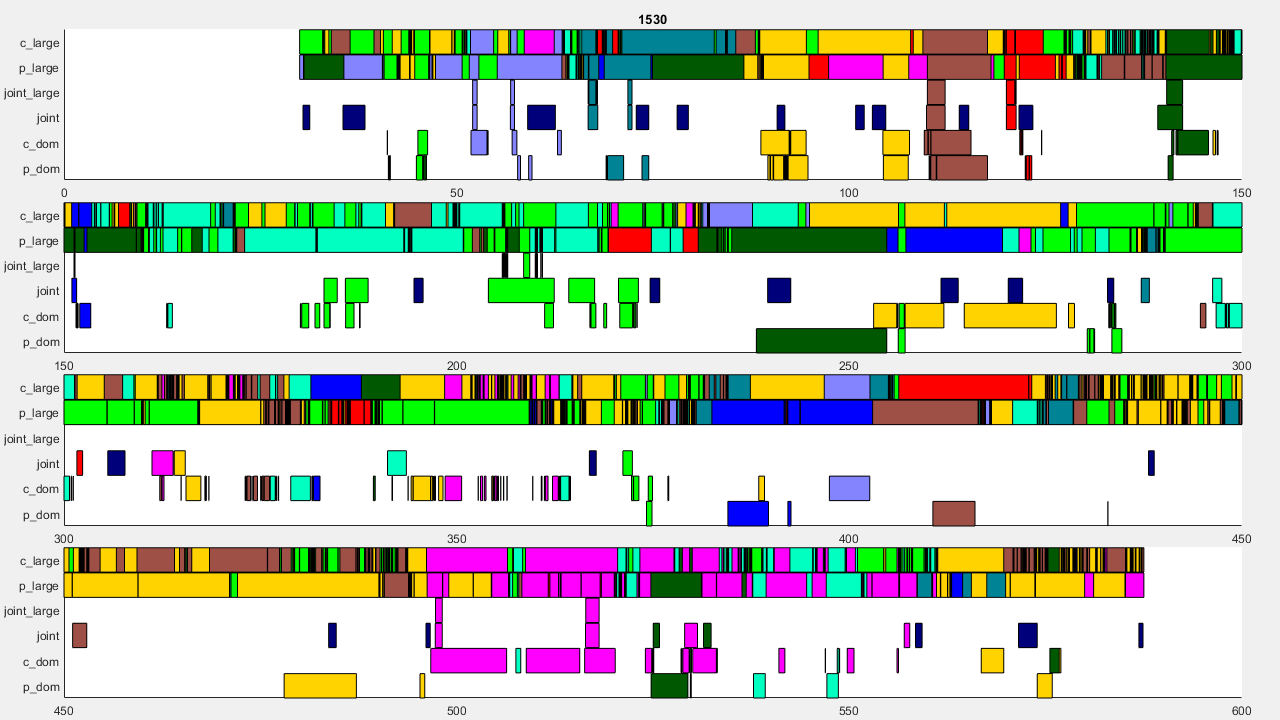 1530
c_large
p_large
joint_large
joint
c_dom
p_dom
0 50 100 150
c_large
p_large
joint_large
joint
c_dom
p_dom
150 200 250 300
c_large
p_large
joint_large
joint
c_dom
p_dom
300 350 400 450
c_large
p_large
joint_large
joint
c_dom
p_dom
450 500 550 600